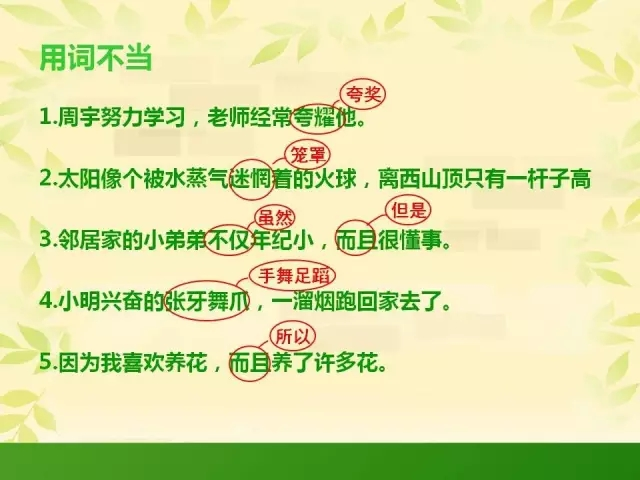 用词不当
夸奖
1.周宇努力学习，老师经常夸耀他。
笼罩
2.太阳像个被水蒸气迷惘着的火球，离西山顶只有一杆子高
虽然 但是
3.邻居家的小弟弟不仅年纪小，而且很懂事。
手舞足蹈
4.小明兴奋的张牙舞爪，一溜烟跑回家去了。
所以
5.因为我喜欢养花，而且养了许多花。